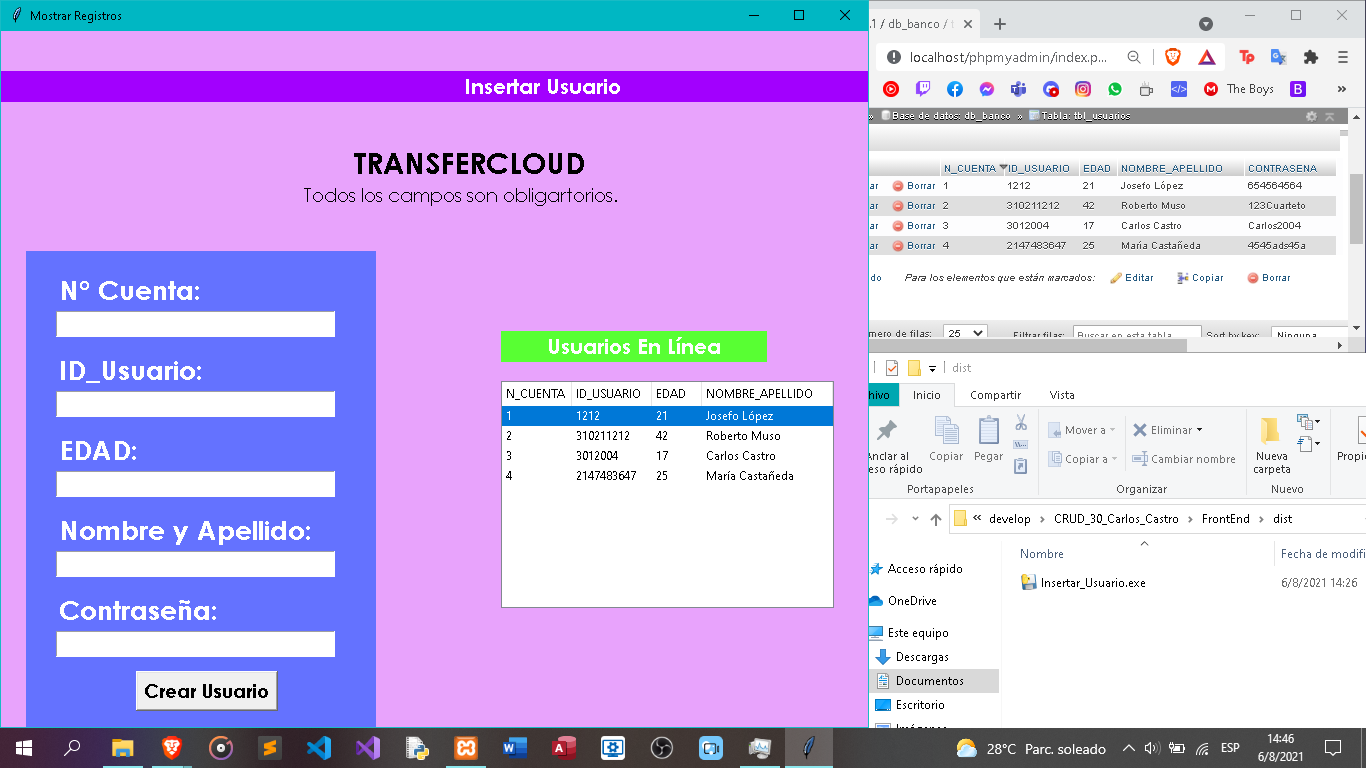 Mostrar Registros
Insertar Usuario
TRANSFERCLOUD
Todos los campos son obligartorios.
N° Cuenta:
ID_Usuario:
EDAD:
Nombre y Apellido:
Contraseña:
Crear Usuario
Usuarios En Línea
N_CUENTA ID_USUARIO EDAD NOMBRE_APELLIDO
1 1212 21 Josefo López
2 310211212 42 Roberto Muso
3 3012004 17 Carlos Castro
4 2147483647 25 María Castañeda
.1 / db_banco / t
localhost/phpmyadmin/index.p...
The Boys
» Base de datos: db_banco » Tabla: tbl_usuarios
N_CUENTA ID_USUARIO EDAD NOMBRE_APELLIDO CONTRASENA
ar Borrar 1 1212 21 Josefo López 654564564
ar Borrar 2 310211212 42 Roberto Muso 123Cuarteto
ar Borrar 3 3012004 17 Carlos Castro Carlos2004
ar Borrar 4 2147483647 25 María Castañeda 4545ads45a
do Para los elementos que están marcados: Editar Copiar Borrar
mero de filas: 25 Filtrar filas: Buscar en esta tabla Sort by key: Ninguna
dist
hivo Inicio Compartir Vista
Anclar al
eso rápido
Copiar
Pegar
Mover a
Copiar a
Eliminar
Cambiar nombre
Nueva
carpeta
Propie
Portapapeles Organizar Nuevo
« develop > CRUD_30_Carlos_Castro > FrontEnd > dist
Nombre Fecha de modifi
Insertar_Usuario.exe 6/8/2021 14:26
Acceso rápido
OneDrive
Este equipo
Descargas
Documentos
Escritorio
28°C Parc. soleado ESP
14:46
6/8/2021